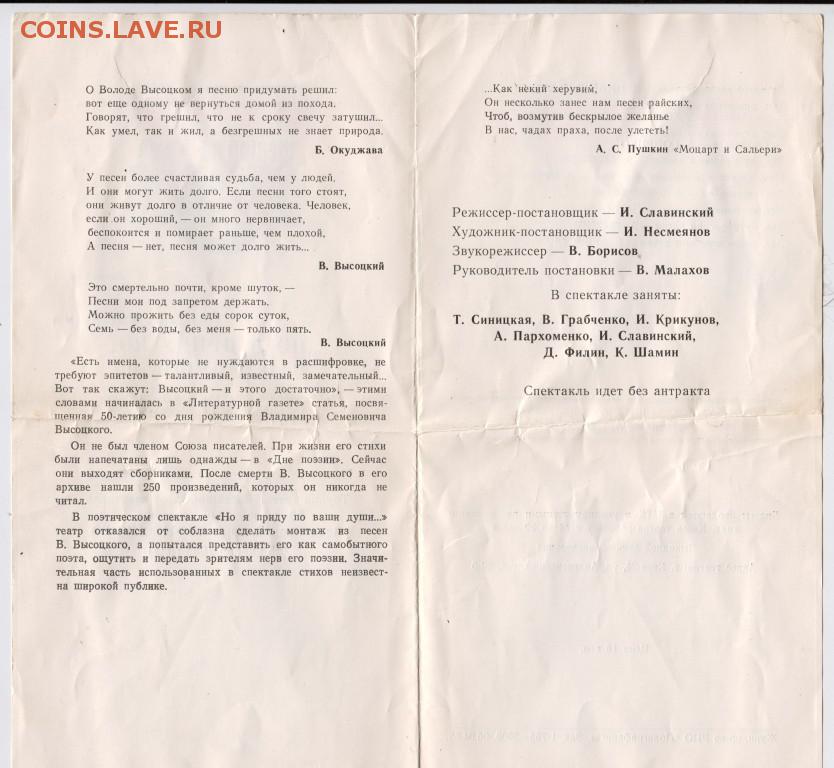 COINS.LAVE.RU
О Володе Высоцком я песню придумать решил:
вот еще одному не вернуться домой из похода.
Говорят, что грешил, что не к сроку свечу затушил...
Как умел, так и жил, а безгрешных не знает природа.
Б. Окуджава
У песен более счастливая судьба, чем у людей.
И они могут жить долго. Если песни того стоят,
они живут долго в отличие от человека. Человек,
если он хороший, — он много нервничает,
беспокоится и помирает раньше, чем плохой,
А песня — нет, песня может долго жить...
В. Высоцкий
Это смертельно почти, кроме шуток, —
Песни мои под запретом держать.
Можно прожить без еды сорок суток,
Семь — без воды, без меня — только пять.
В. Высоцкий
«Есть имена, которые не нуждаются в расшифровке, не
требуют эпитетов — талантливый, известный, замечательный...
Вот так скажут: Высоцкий — и этого достаточно», — этими
словами начиналась в «Литературной газете» статья, посвя-
щенная 50-летию со дня рождения Владимира Семеновича
Высоцкого.
Он не был членом Союза писателей. При жизни его стихи
были напечатаны лишь однажды — в «Дне поэзии». Сейчас
они выходят сборниками. После смерти В. Высоцкого в его
архиве нашли 250 произведений, которых он никогда не
читал.
В поэтическом спектакле «Но я приду по ваши души...»
театр отказался от соблазна сделать монтаж из песен
В. Высоцкого, а попытался представить его как самобытного
поэта, ощутить и передать зрителям нерв его поэзии. Значи-
тельная часть использованных в спектакле стихов неизвест-
на широкой публике.
...Как некий херувим,
Он несколько занес нам песен райских,
Чтоб, возмутив бескрылое желанье
В нас, чадах праха, после улететь!
А. С. Пушкин «Моцарт и Сальери»
Режиссер-постановщик — И. Славинский
Художник-постановщик — И. Несмеянов
Звукорежиссер — В. Борисов
Руководитель постановки — В. Малахов
В спектакле заняты:
Т. Синицкая, В. Грабченко, И. Крикунов,
А. Пархоменко, И. Славинский,
Д. Филин, К. Шамин
Спектакль идет без антракта